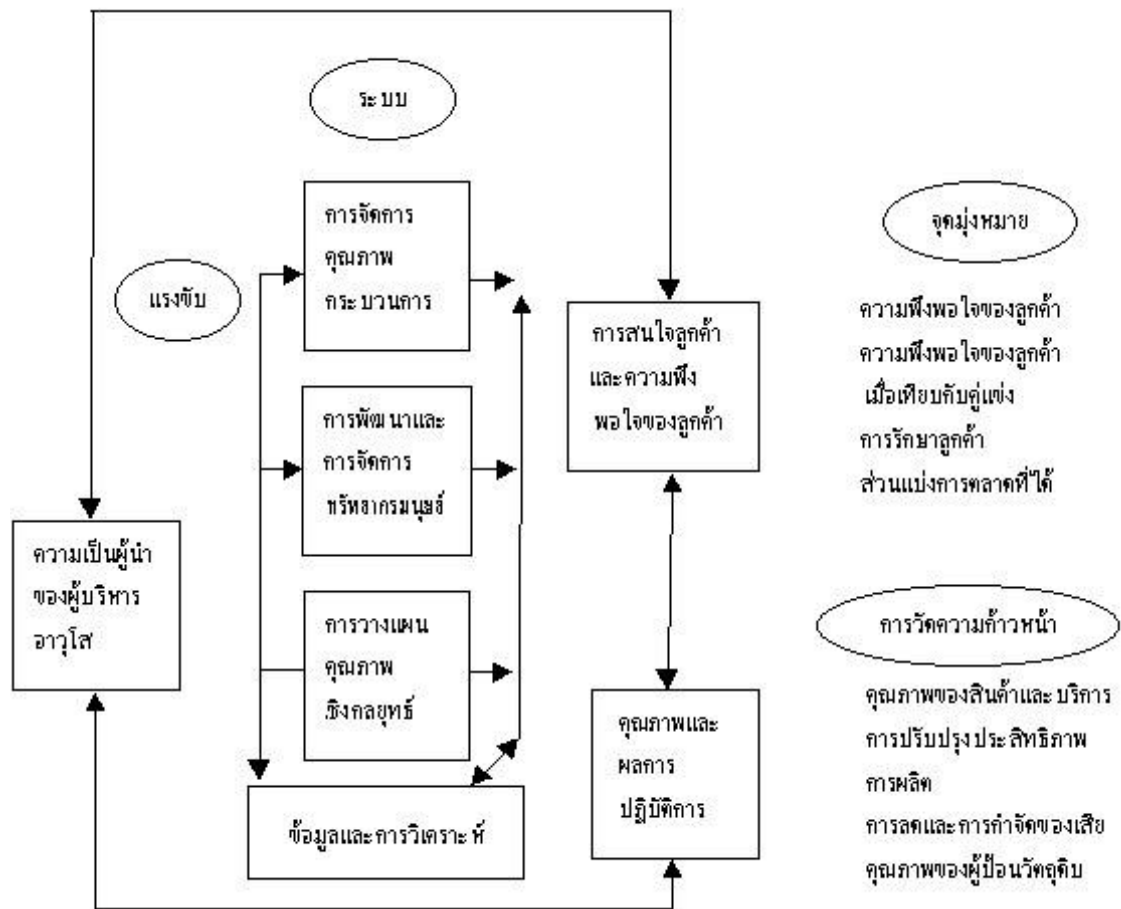 ระบบ
แรงขับ
การจัดการ
คุณภาพ
กระบวนการ
การพัฒนาและ
การจัดการ
ทรัพยากรมนุษย์
การวางแผน
คุณภาพ
เชิงกลยุทธ์
ข้อมูลและการวิเคราะห์
ความเป็นผู้นำ
ของผู้บริหาร
อาวุโส
การสนใจลูกค้า
และความพึง
พอใจของลูกค้า
คุณภาพและ
ผลการ
ปฏิบัติการ
จุดมุ่งหมาย
ความพึงพอใจของลูกค้า
ความพึงพอใจของลูกค้า
เมื่อเทียบกับคู่แข่ง
การรักษาลูกค้า
ส่วนแบ่งการตลาดที่ได้
การวัดความก้าวหน้า
คุณภาพของสินค้าและบริการ
การปรับปรุงประสิทธิภาพ
การผลิต
การลดและการกำจัดของเสีย
คุณภาพของผู้ป้อนวัตถุดิบ